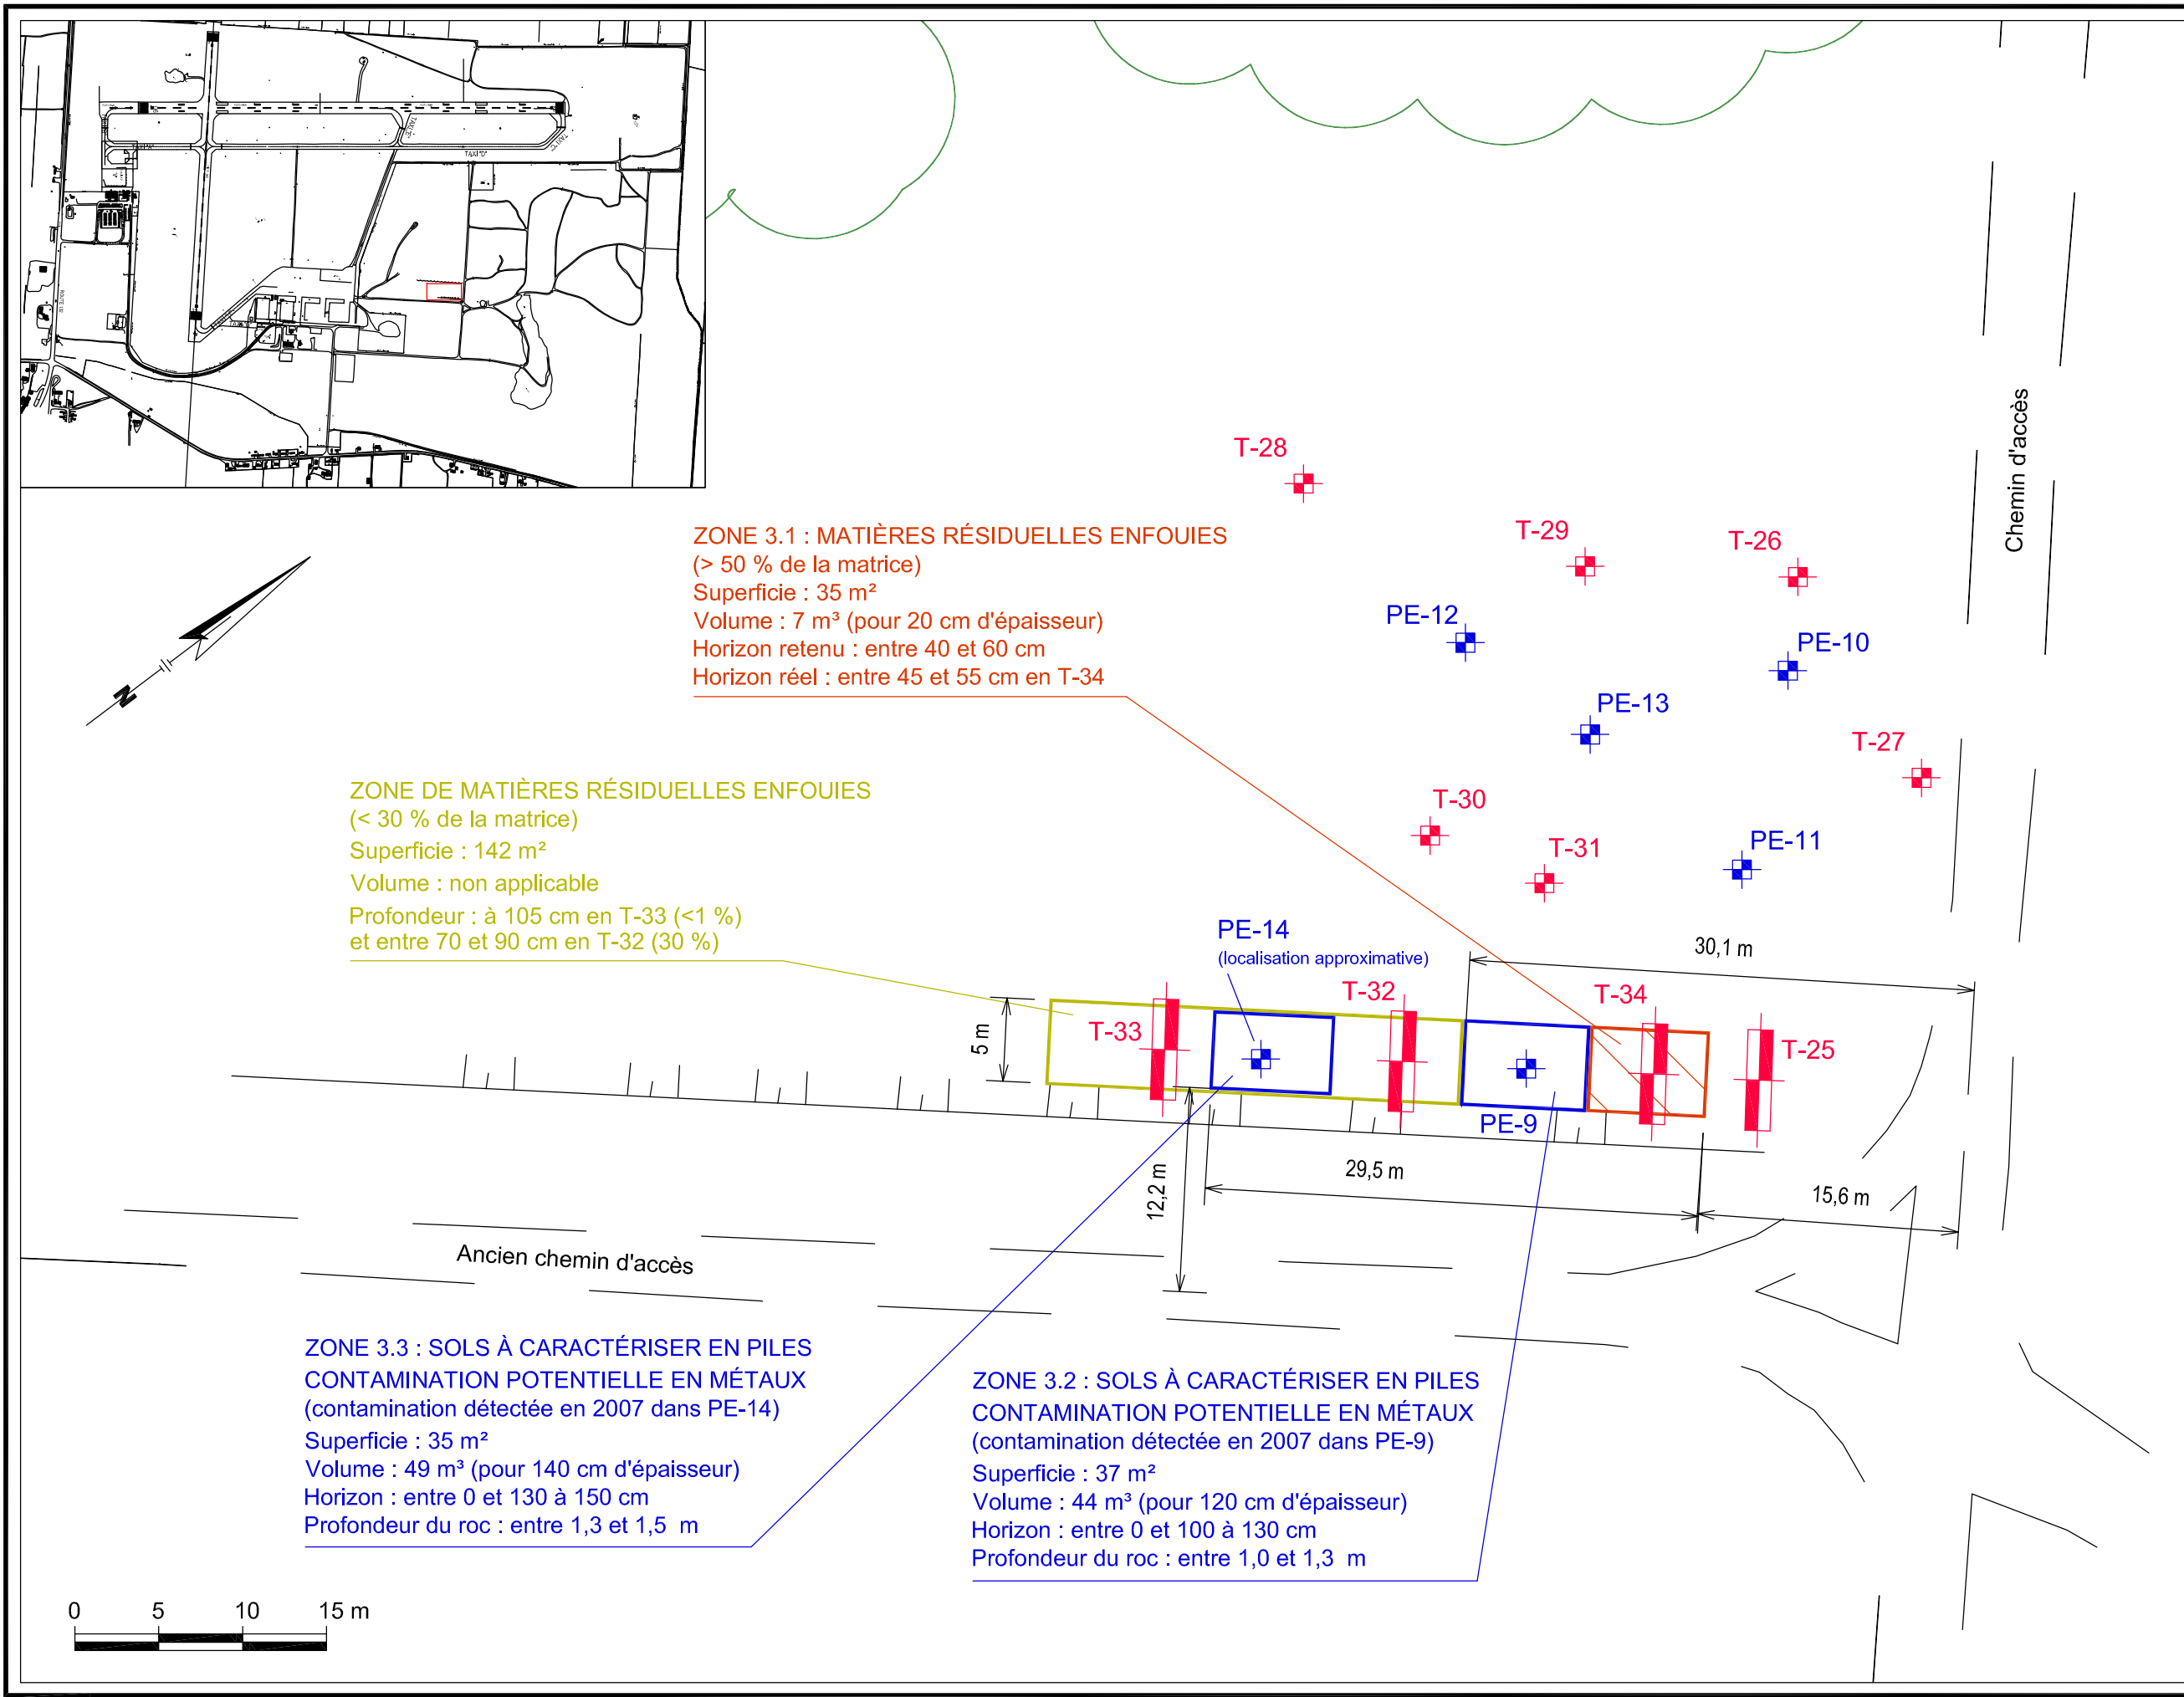 TAXI "D"
T-28
Chemin d'accès
ZONE 3.1 : MATIÈRES RÉSIDUELLES ENFOUIES
(> 50 % de la matrice)
Superficie : 35 m²
Volume : 7 m³ (pour 20 cm d'épaisseur)
Horizon retenu : entre 40 et 60 cm
Horizon réel : entre 45 et 55 cm en T-34
T-29
T-26
PE-12
PE-10
PE-13
T-27
N
ZONE DE MATIÈRES RÉSIDUELLES ENFOUIES
(< 30 % de la matrice)
Superficie : 142 m²
Volume : non applicable
Profondeur : à 105 cm en T-33 (<1 %)
et entre 70 et 90 cm en T-32 (30 %)
T-30
T-31
PE-11
PE-14
(localisation approximative)
30,1 m
T-32
T-34
T-33
T-25
5 m
PE-9
12,2 m
29,5 m
15,6 m
Ancien chemin d'accès
ZONE 3.3 : SOLS À CARACTÉRISER EN PILES
CONTAMINATION POTENTIELLE EN MÉTAUX
(contamination détectée en 2007 dans PE-14)
Superficie : 35 m²
Volume : 49 m³ (pour 140 cm d'épaisseur)
Horizon : entre 0 et 130 à 150 cm
Profondeur du roc : entre 1,3 et 1,5 m
ZONE 3.2 : SOLS À CARACTÉRISER EN PILES
CONTAMINATION POTENTIELLE EN MÉTAUX
(contamination détectée en 2007 dans PE-9)
Superficie : 37 m²
Volume : 44 m³ (pour 120 cm d'épaisseur)
Horizon : entre 0 et 100 à 130 cm
Profondeur du roc : entre 1,0 et 1,3 m
0 5 10 15 m